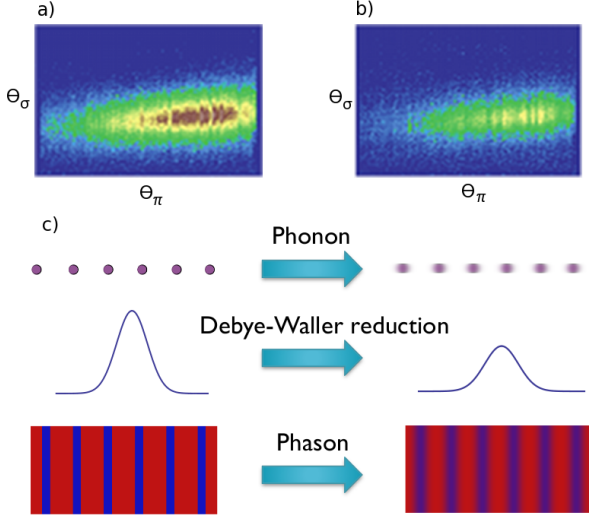 a)
b)
ϴσ
ϴσ
ϴπ
ϴπ
c)
Phonon
Debye-Waller reduction
Phason